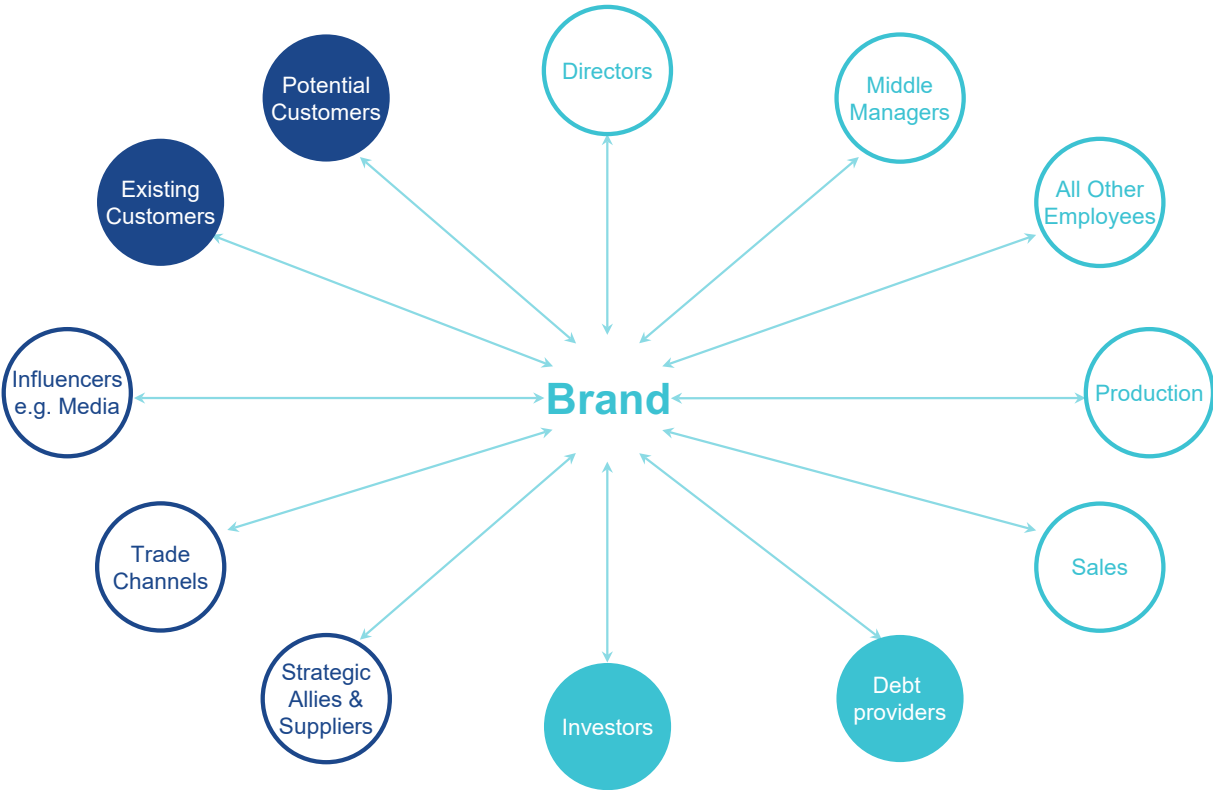 Directors
Potential
Customers
Middle
Managers
Existing
Customers
All Other
Employees
Influencers
e.g. Media
Brand
Production
Trade
Channels
Sales
Strategic
Allies &
Suppliers
Investors
Debt
providers